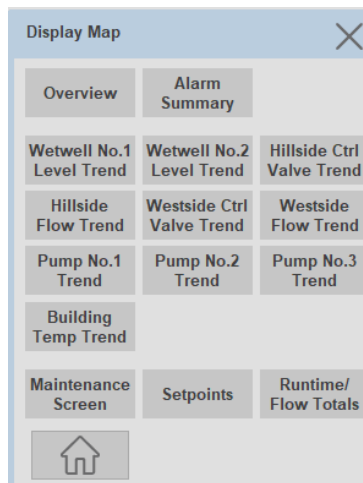 Display Map
Overview
Alarm
Summary
Wetwell No.1
Level Trend
Wetwell No.2
Level Trend
Hillside Ctrl
Valve Trend
Hillside
Flow Trend
Westside Ctrl
Valve Trend
Westside
Flow Trend
Pump No.1
Trend
Pump No.2
Trend
Pump No.3
Trend
Building
Temp Trend
Maintenance
Screen
Setpoints
Runtime/
Flow Totals